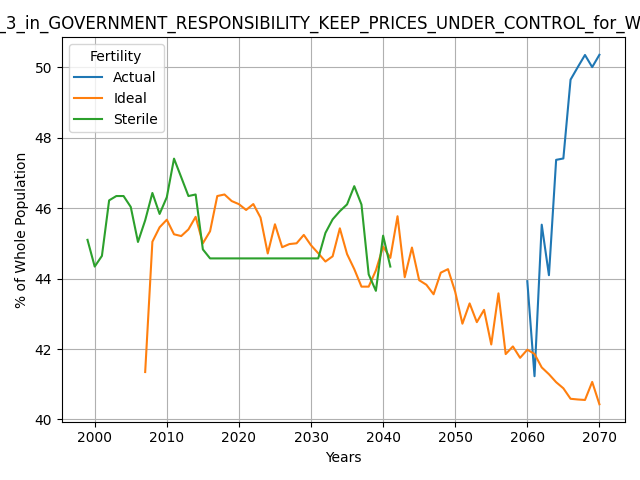 _3_in_GOVERNMENT_RESPONSIBILITY_KEEP_PRICES_UNDER_CONTROL_for_W
Fertility
Actual
Ideal
Sterile
% of Whole Population
50
48
46
44
42
40
2000 2010 2020 2030 2040 2050 2060 2070
Years